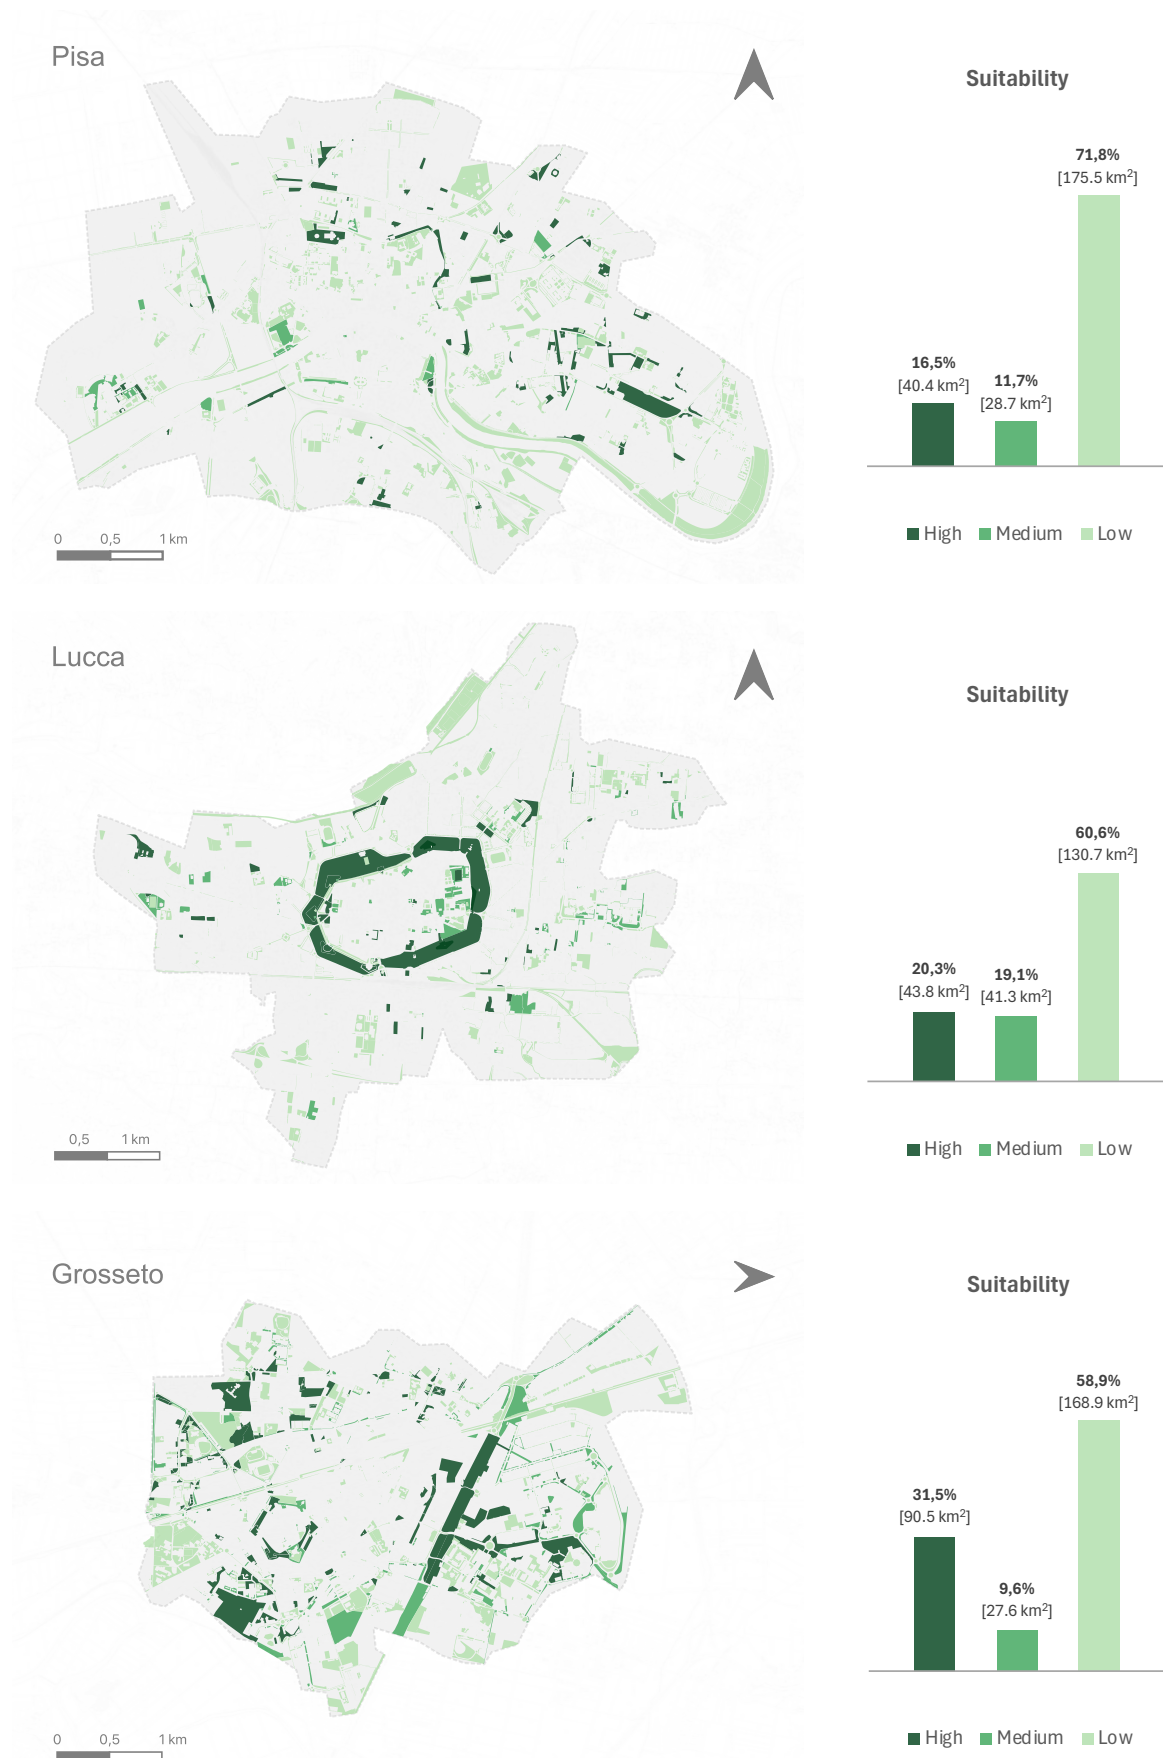 Pisa
Suitability
71,8%
[175.5 km²]
16,5%
[40.4 km²]
11,7%
[28.7 km²]
High Medium Low
0 0,5 1 km
Lucca
Suitability
60,6%
[130.7 km²]
20,3%
[43.8 km²]
19,1%
[41.3 km²]
High Medium Low
0,5 1 km
Grosseto
Suitability
58,9%
[168.9 km²]
31,5%
[90.5 km²]
9,6%
[27.6 km²]
High Medium Low
0 0,5 1 km